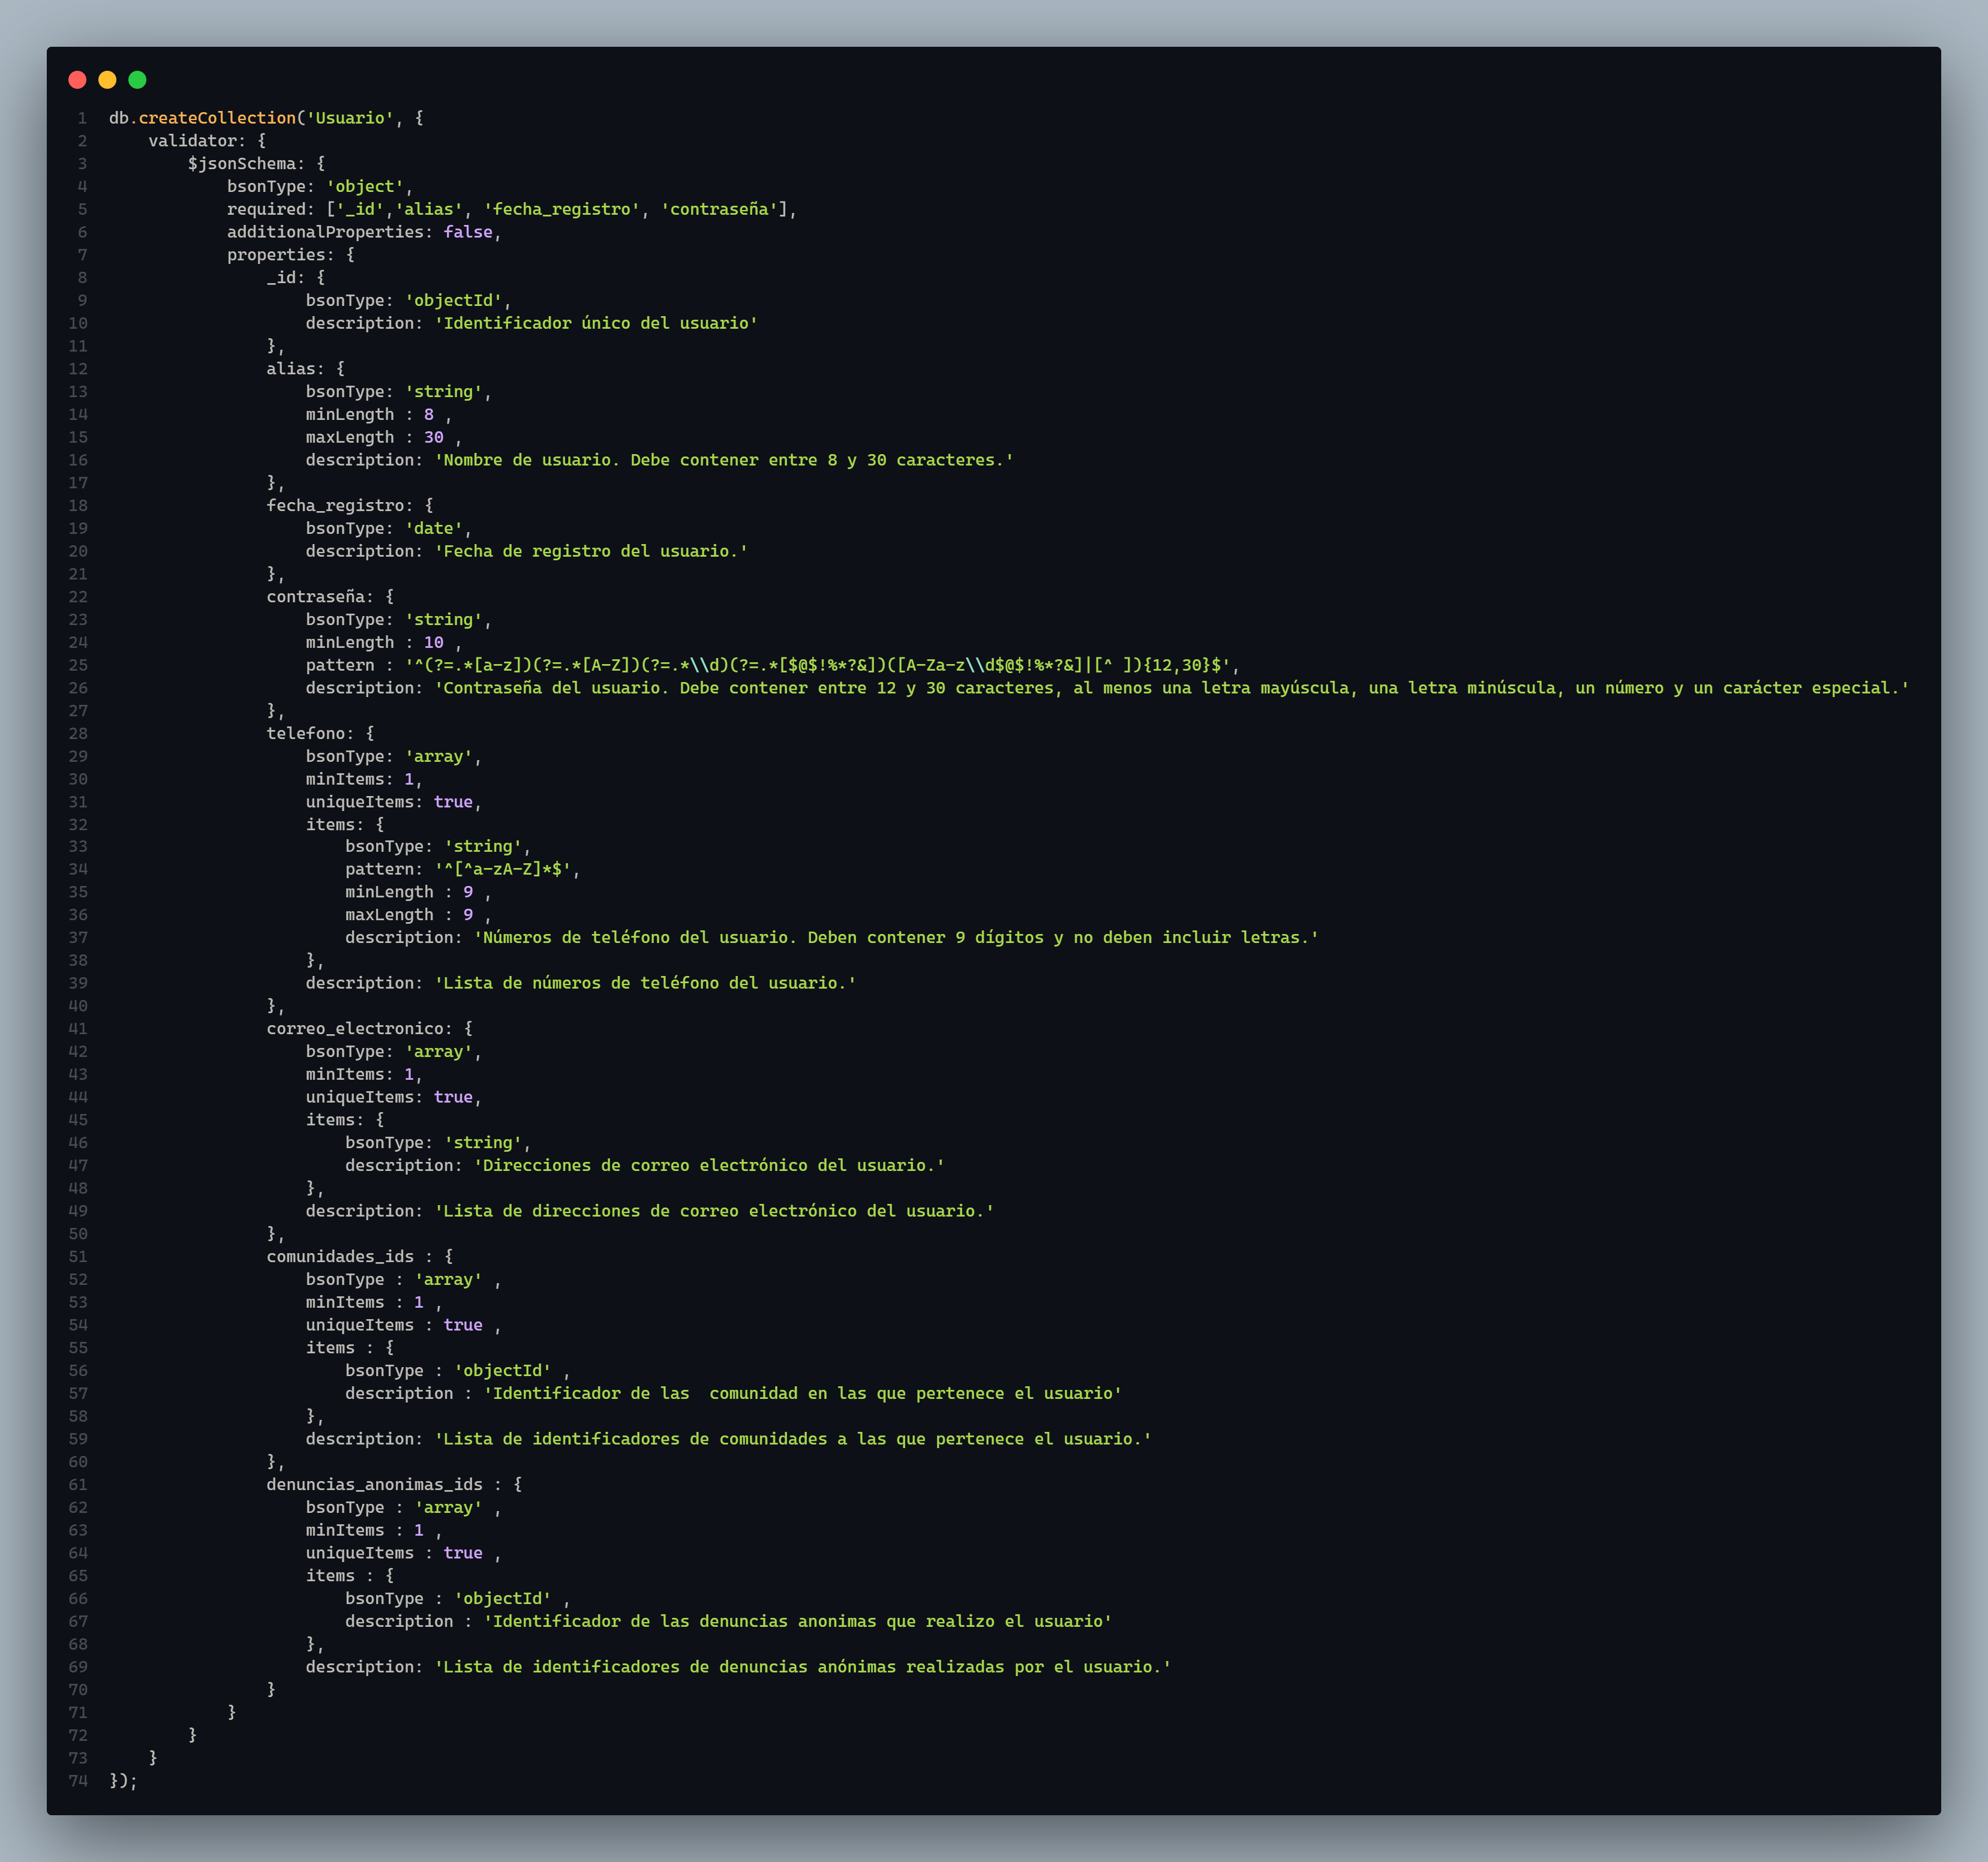 1 db.createCollection('Usuario', {
2     validator: {
3         $jsonSchema: {
4             bsonType: 'object',
5             required: ['_id','alias', 'fecha_registro', 'contraseña'],
6             additionalProperties: false,
7             properties: {
8                 _id: {
9                     bsonType: 'objectId',
10                     description: 'Identificador único del usuario'
11                 },
12                 alias: {
13                     bsonType: 'string',
14                     minLength : 8 ,
15                     maxLength : 30 ,
16                     description: 'Nombre de usuario. Debe contener entre 8 y 30 caracteres.'
17                 },
18                 fecha_registro: {
19                     bsonType: 'date',
20                     description: 'Fecha de registro del usuario.'
21                 },
22                 contraseña: {
23                     bsonType: 'string',
24                     minLength : 10 ,
25                     pattern : '^(?=.*[a-z])(?=.*[A-Z])(?=.*\\d)(?=.*[$@$!%*?&])([A-Za-z\\d$@$!%*?&]|[^ ]){12,30}$',
26                     description: 'Contraseña del usuario. Debe contener entre 12 y 30 caracteres, al menos una letra mayúscula, una letra minúscula, un número y un carácter especial.'
27                 },
28                 telefono: {
29                     bsonType: 'array',
30                     minItems: 1,
31                     uniqueItems: true,
32                     items: {
33                         bsonType: 'string',
34                         pattern: '^[^a-zA-Z]*$',
35                         minLength : 9 ,
36                         maxLength : 9 ,
37                         description: 'Números de teléfono del usuario. Deben contener 9 dígitos y no deben incluir letras.'
38                     },
39                     description: 'Lista de números de teléfono del usuario.'
40                 },
41                 correo_electronico: {
42                     bsonType: 'array',
43                     minItems: 1,
44                     uniqueItems: true,
45                     items: {
46                         bsonType: 'string',
47                         description: 'Direcciones de correo electrónico del usuario.'
48                     },
49                     description: 'Lista de direcciones de correo electrónico del usuario.'
50                 },
51                 comunidades_ids : {
52                     bsonType : 'array' ,
53                     minItems : 1 ,
54                     uniqueItems : true ,
55                     items : {
56                         bsonType : 'objectId' ,
57                         description : 'Identificador de las  comunidad en las que pertenece el usuario'
58                     },
59                     description: 'Lista de identificadores de comunidades a las que pertenece el usuario.'
60                 },
61                 denuncias_anonimas_ids : {
62                     bsonType : 'array' ,
63                     minItems : 1 ,
64                     uniqueItems : true ,
65                     items : {
66                         bsonType : 'objectId' ,
67                         description : 'Identificador de las denuncias anonimas que realizo el usuario'
68                     },
69                     description: 'Lista de identificadores de denuncias anónimas realizadas por el usuario.'
70                 }
71             }
72         }
73     }
74 });